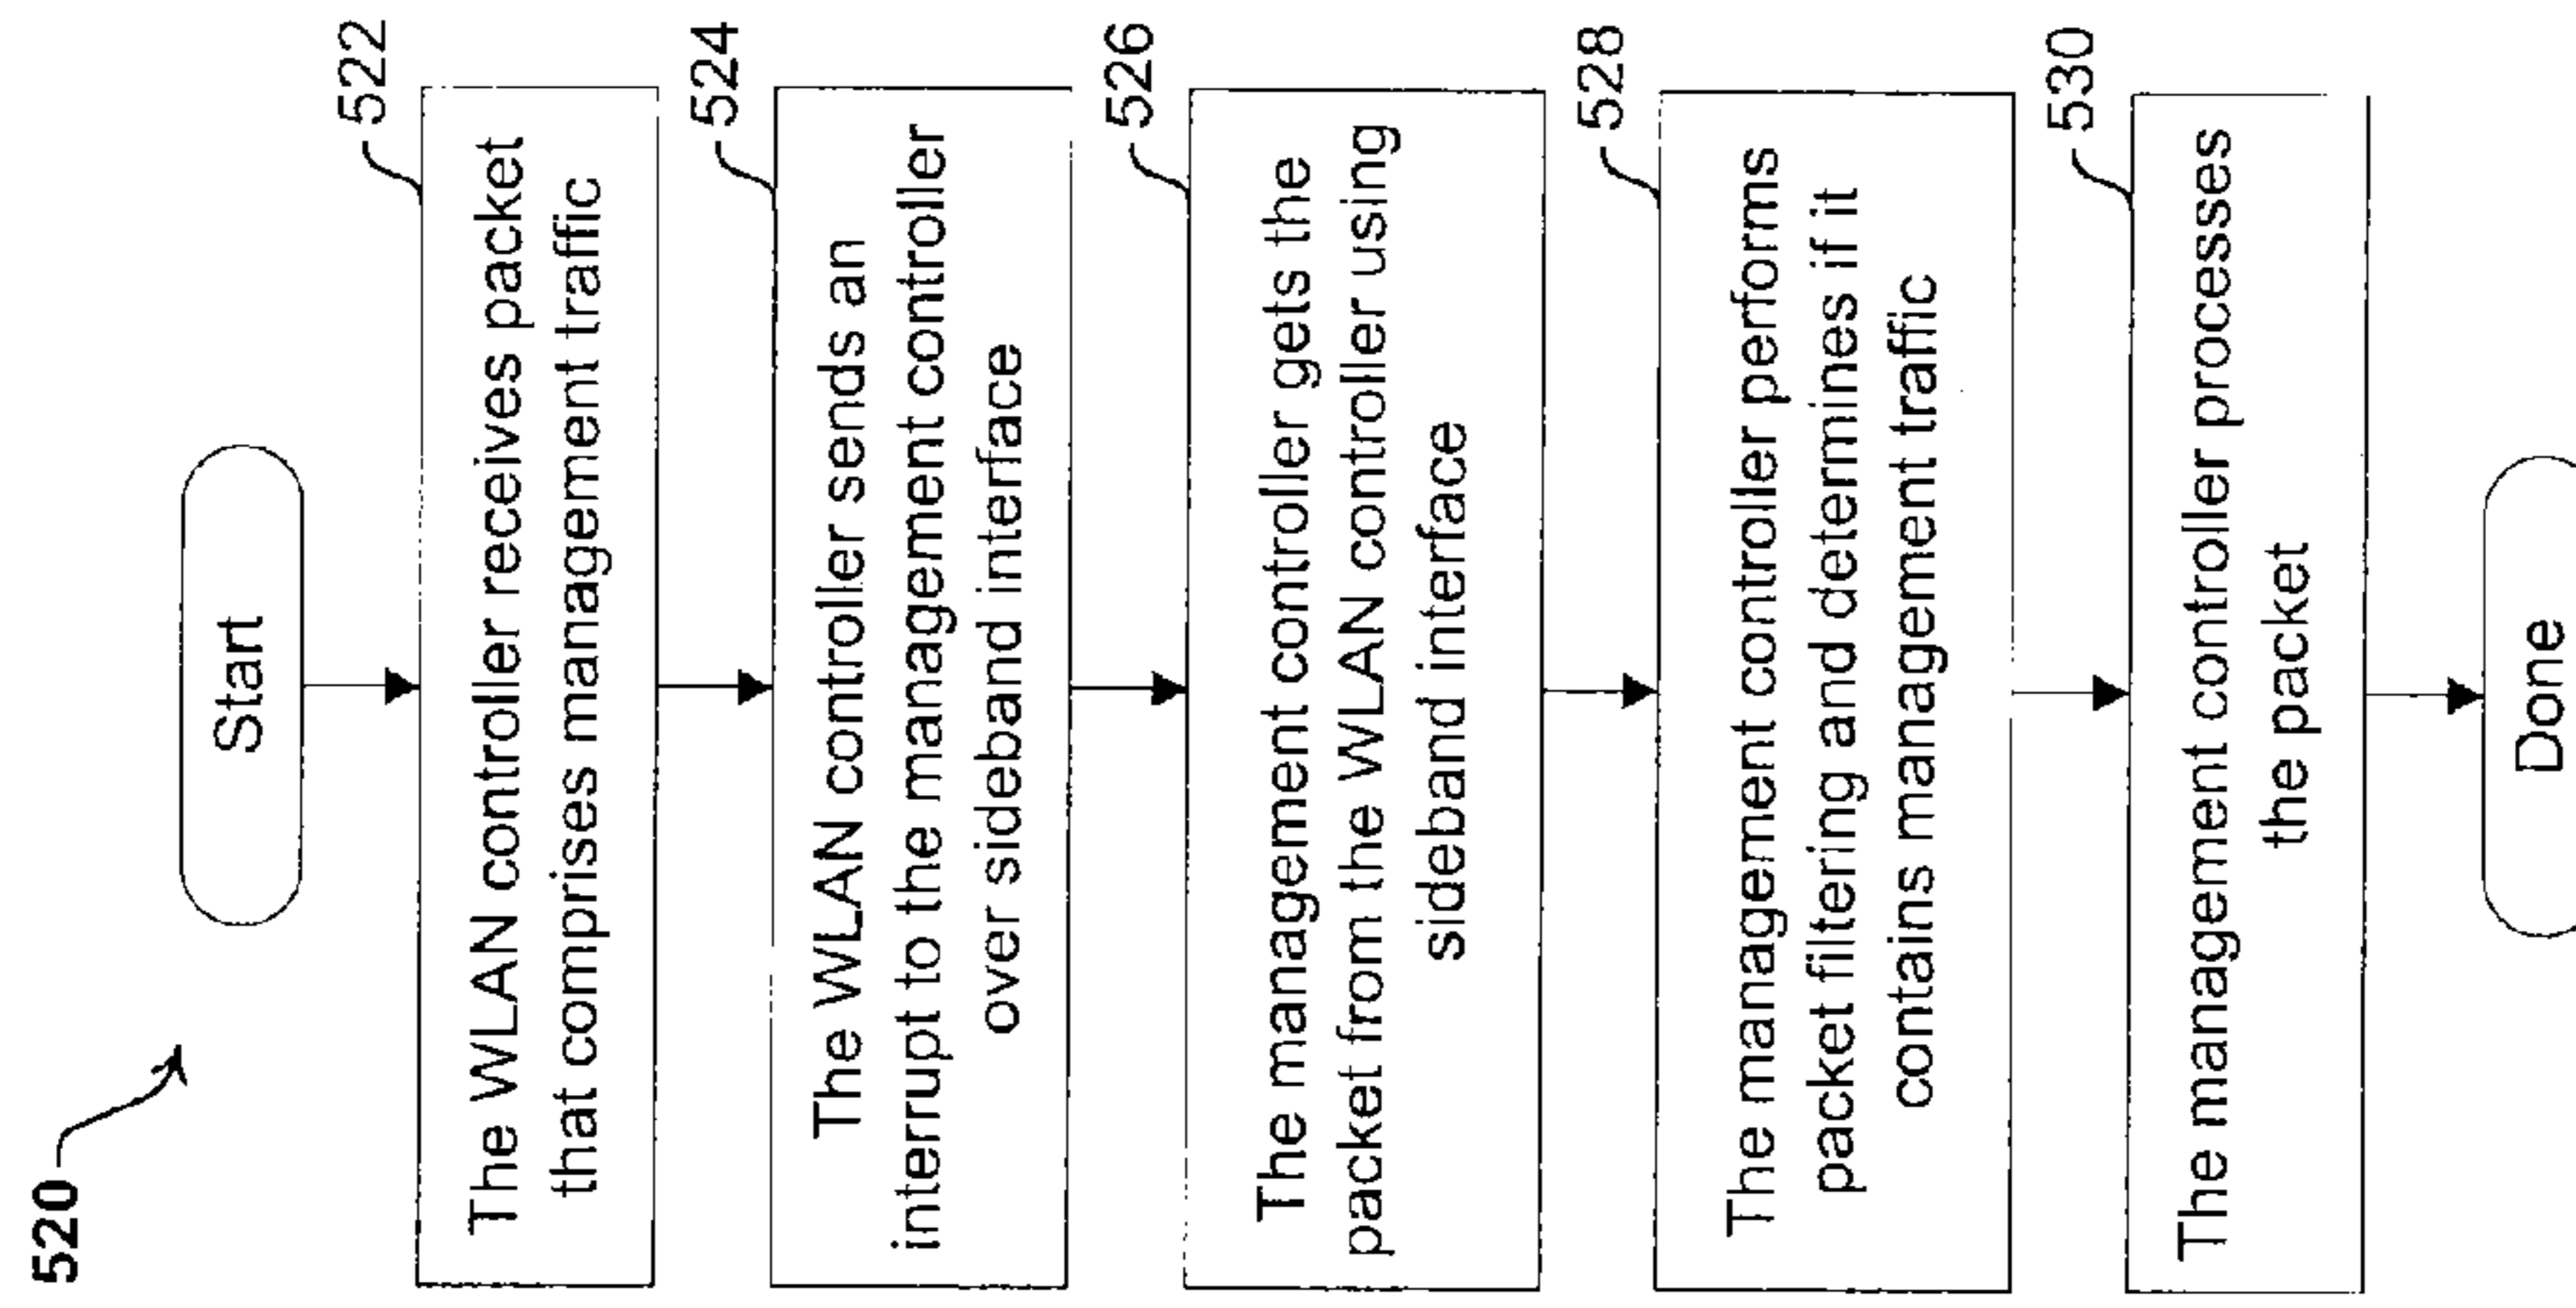 520
Start
522
The WLAN controller receives packet
that comprises management traffic
524
The WLAN controller sends an
interrupt to the management controller
over sideband interface
526
The management controller gets the
packet from the WLAN controller using
sideband interface
528
The management controller performs
packet filtering and determines if it
contains management traffic
530
The management controller processes
the packet
Done